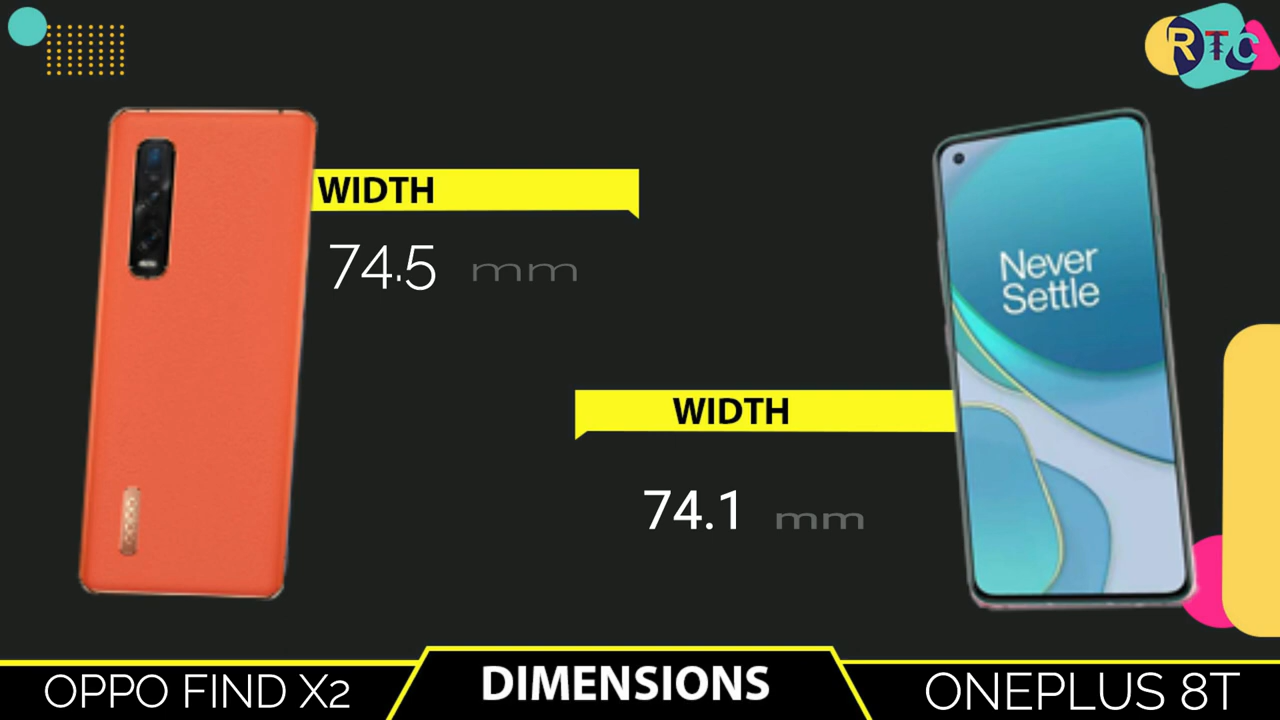 RTC
WIDTH
74.5 mm
Never
Settle
WIDTH
74.1 mm
OPPO FIND X2
DIMENSIONS
ONEPLUS 8T